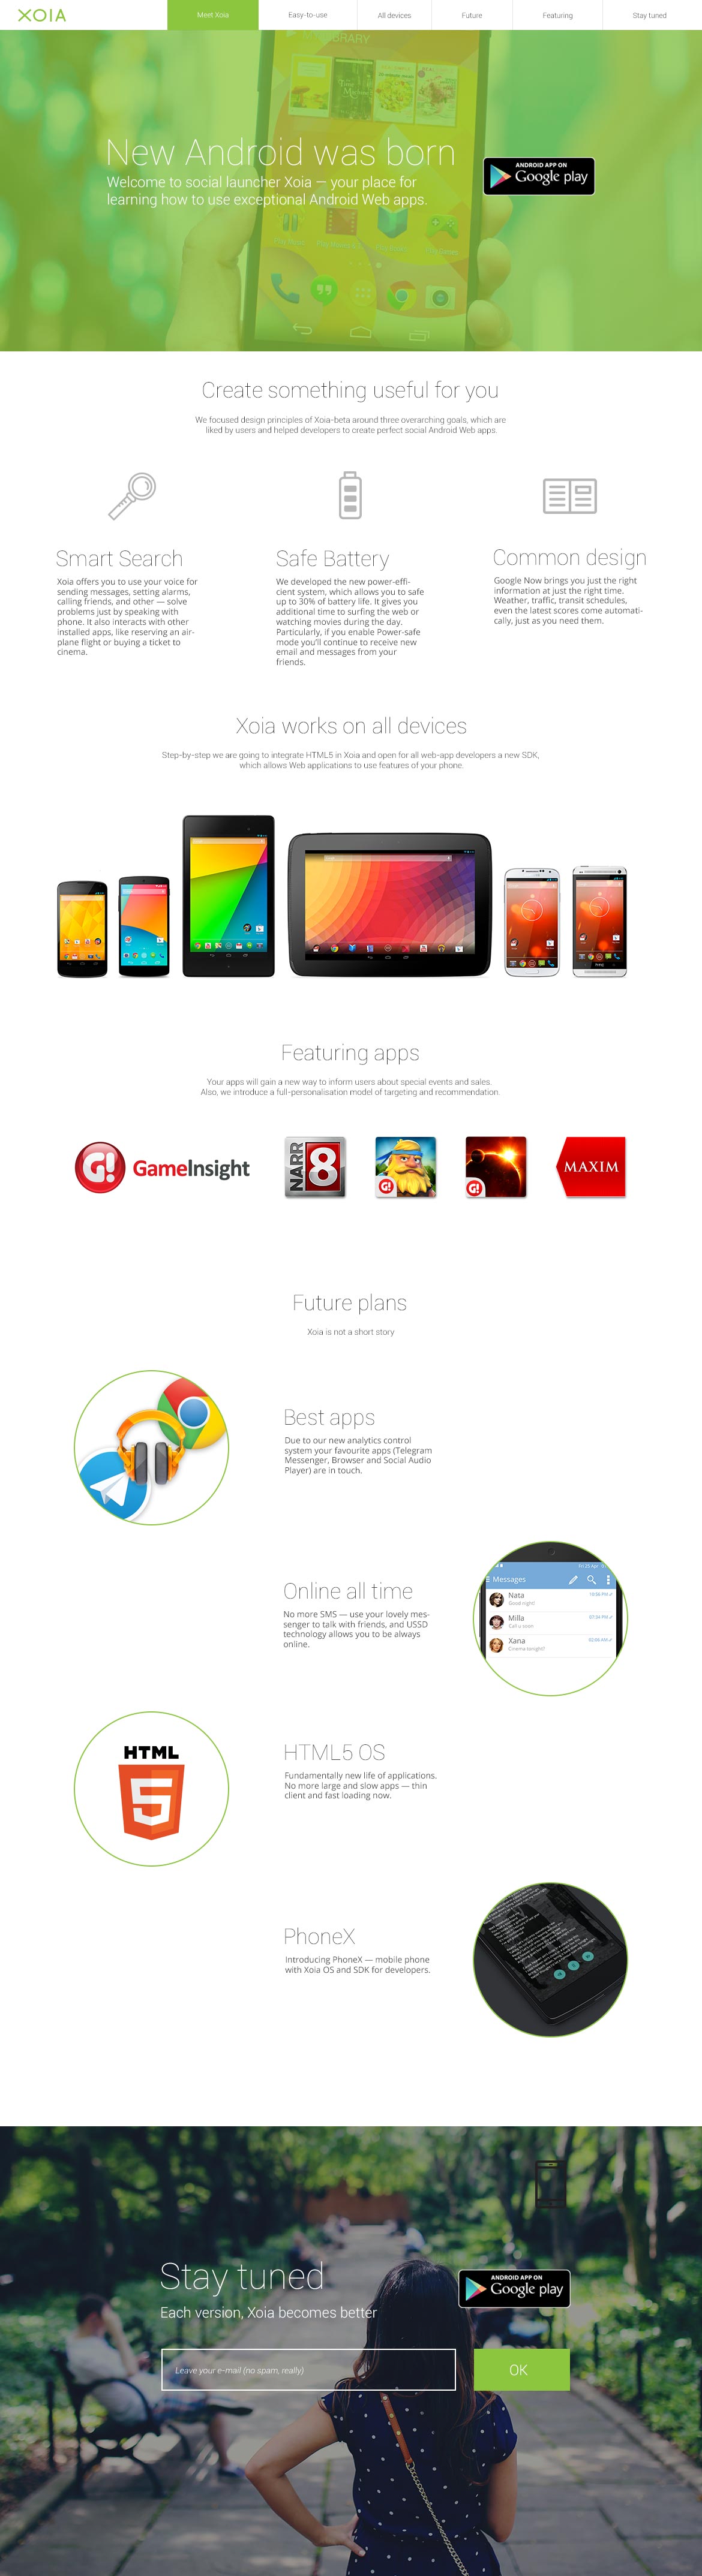 XOIA
Meet Xoia
Easy-to-use
All devices
Future
Featuring
Stay tuned
New Android was born
Welcome to social launcher Xoia — your place for
learning how to use exceptional Android Web apps.
ANDROID APP ON
Google play
Create something useful for you
We focused design principles of Xoia-beta around three overarching goals, which are
liked by users and helped developers to create perfect social Android Web apps.
Smart Search
Xoia offers you to use your voice for
sending messages, setting alarms,
calling friends, and other — solve
problems just by speaking with
phone. It also interacts with other
installed apps, like reserving an air-
plane flight or buying a ticket to
cinema.
Safe Battery
We developed the new power-effi-
cient system, which allows you to safe
up to 30% of battery life. It gives you
additional time to surfing the web or
watching movies during the day.
Particularly, if you enable Power-safe
mode you'll continue to receive new
email and messages from your
friends.
Common design
Google Now brings you just the right
information at just the right time.
Weather, traffic, transit schedules,
even the latest scores come automati-
cally, just as you need them.
Xoia works on all devices
Step-by-step we are going to integrate HTML5 in Xoia and open for all web-app developers a new SDK,
which allows Web applications to use features of your phone.
Featuring apps
Your apps will gain a new way to inform users about special events and sales.
Also, we introduce a full-personalisation model of targeting and recommendation.
G! GameInsight
NARR 8
G!
G!
MAXIM
Future plans
Xoia is not a short story
Best apps
Due to our new analytics control
system your favourite apps (Telegram
Messenger, Browser and Social Audio
Player) are in touch.
Online all time
No more SMS — use your lovely mes-
senger to talk with friends, and USSD
technology allows you to be always
online.
Messages
Nata
Good night!
Milla
Call u soon
Xana
Cinema tonight?
HTML
5
HTML5 OS
Fundamentally new life of applications.
No more large and slow apps — thin
client and fast loading now.
PhoneX
Introducing PhoneX — mobile phone
with Xoia OS and SDK for developers.
Stay tuned
Each version, Xoia becomes better
ANDROID APP ON
Google play
Leave your e-mail (no spam, really)
OK